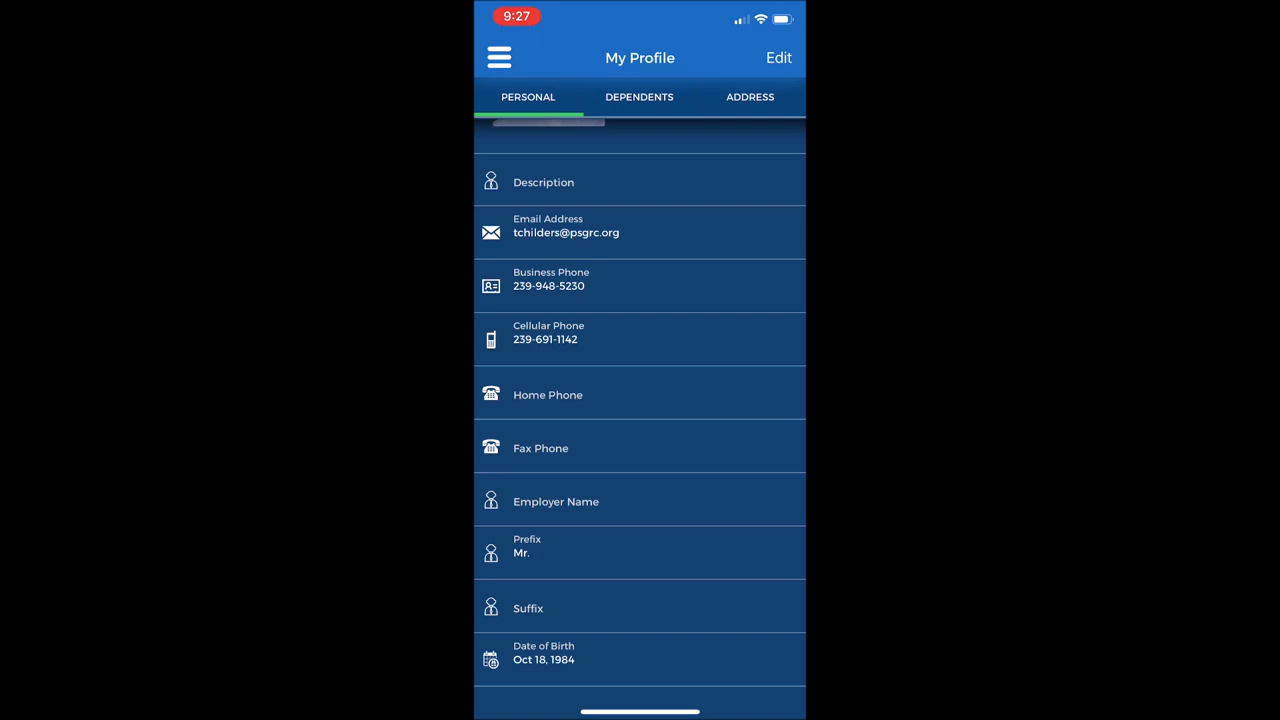 9:27
My Profile
Edit
PERSONAL
DEPENDENTS
ADDRESS
Description
Email Address
tchilders@psgrc.org
Business Phone
239-948-5230
Cellular Phone
239-691-1142
Home Phone
Fax Phone
Employer Name
Prefix
Mr.
Suffix
Date of Birth
Oct 18, 1984